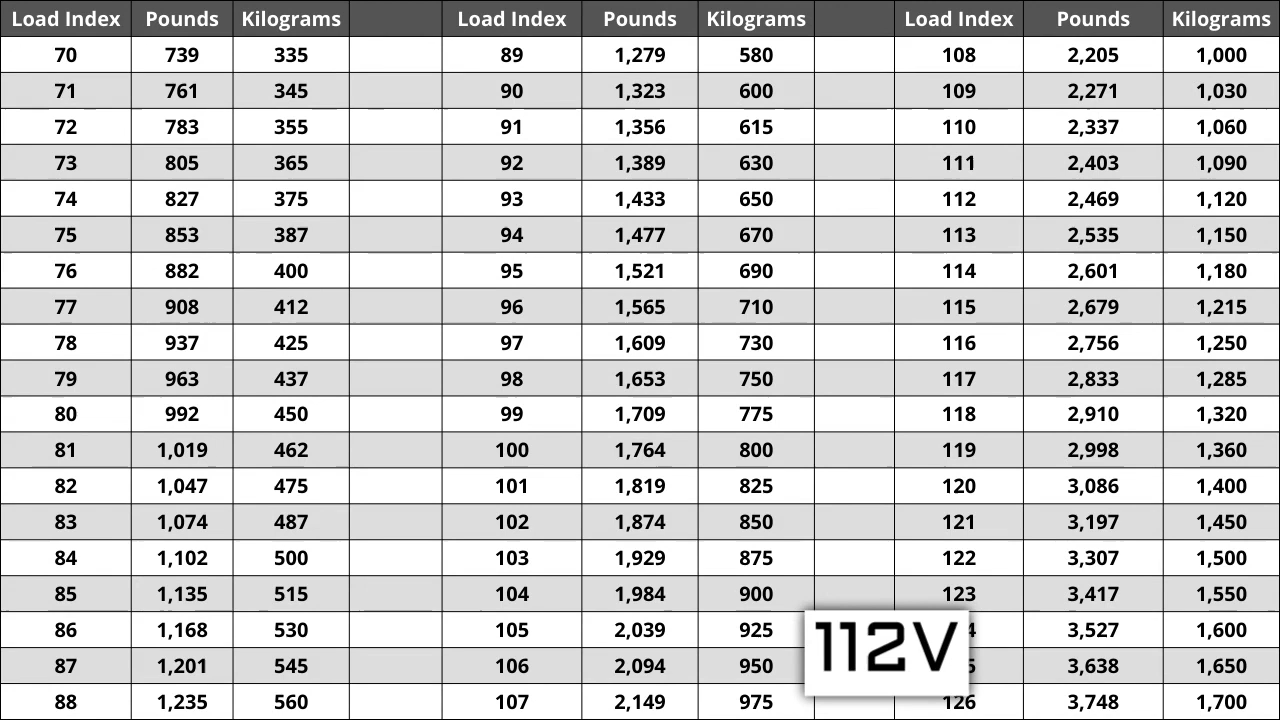 Load Index Pounds Kilograms Load Index Pounds Kilograms Load Index Pounds Kilograms
70 739 335 89 1,279 580 108 2,205 1,000
71 761 345 90 1,323 600 109 2,271 1,030
72 783 355 91 1,356 615 110 2,337 1,060
73 805 365 92 1,389 630 111 2,403 1,090
74 827 375 93 1,433 650 112 2,469 1,120
75 853 387 94 1,477 670 113 2,535 1,150
76 882 400 95 1,521 690 114 2,601 1,180
77 908 412 96 1,565 710 115 2,679 1,215
78 937 425 97 1,609 730 116 2,756 1,250
79 963 437 98 1,653 750 117 2,833 1,285
80 992 450 99 1,709 775 118 2,910 1,320
81 1,019 462 100 1,764 800 119 2,998 1,360
82 1,047 475 101 1,819 825 120 3,086 1,400
83 1,074 487 102 1,874 850 121 3,197 1,450
84 1,102 500 103 1,929 875 122 3,307 1,500
85 1,135 515 104 1,984 900 123 3,417 1,550
86 1,168 530 105 2,039 925 3,527 1,600
87 1,201 545 106 2,094 950 3,638 1,650
88 1,235 560 107 2,149 975 126 3,748 1,700
112V